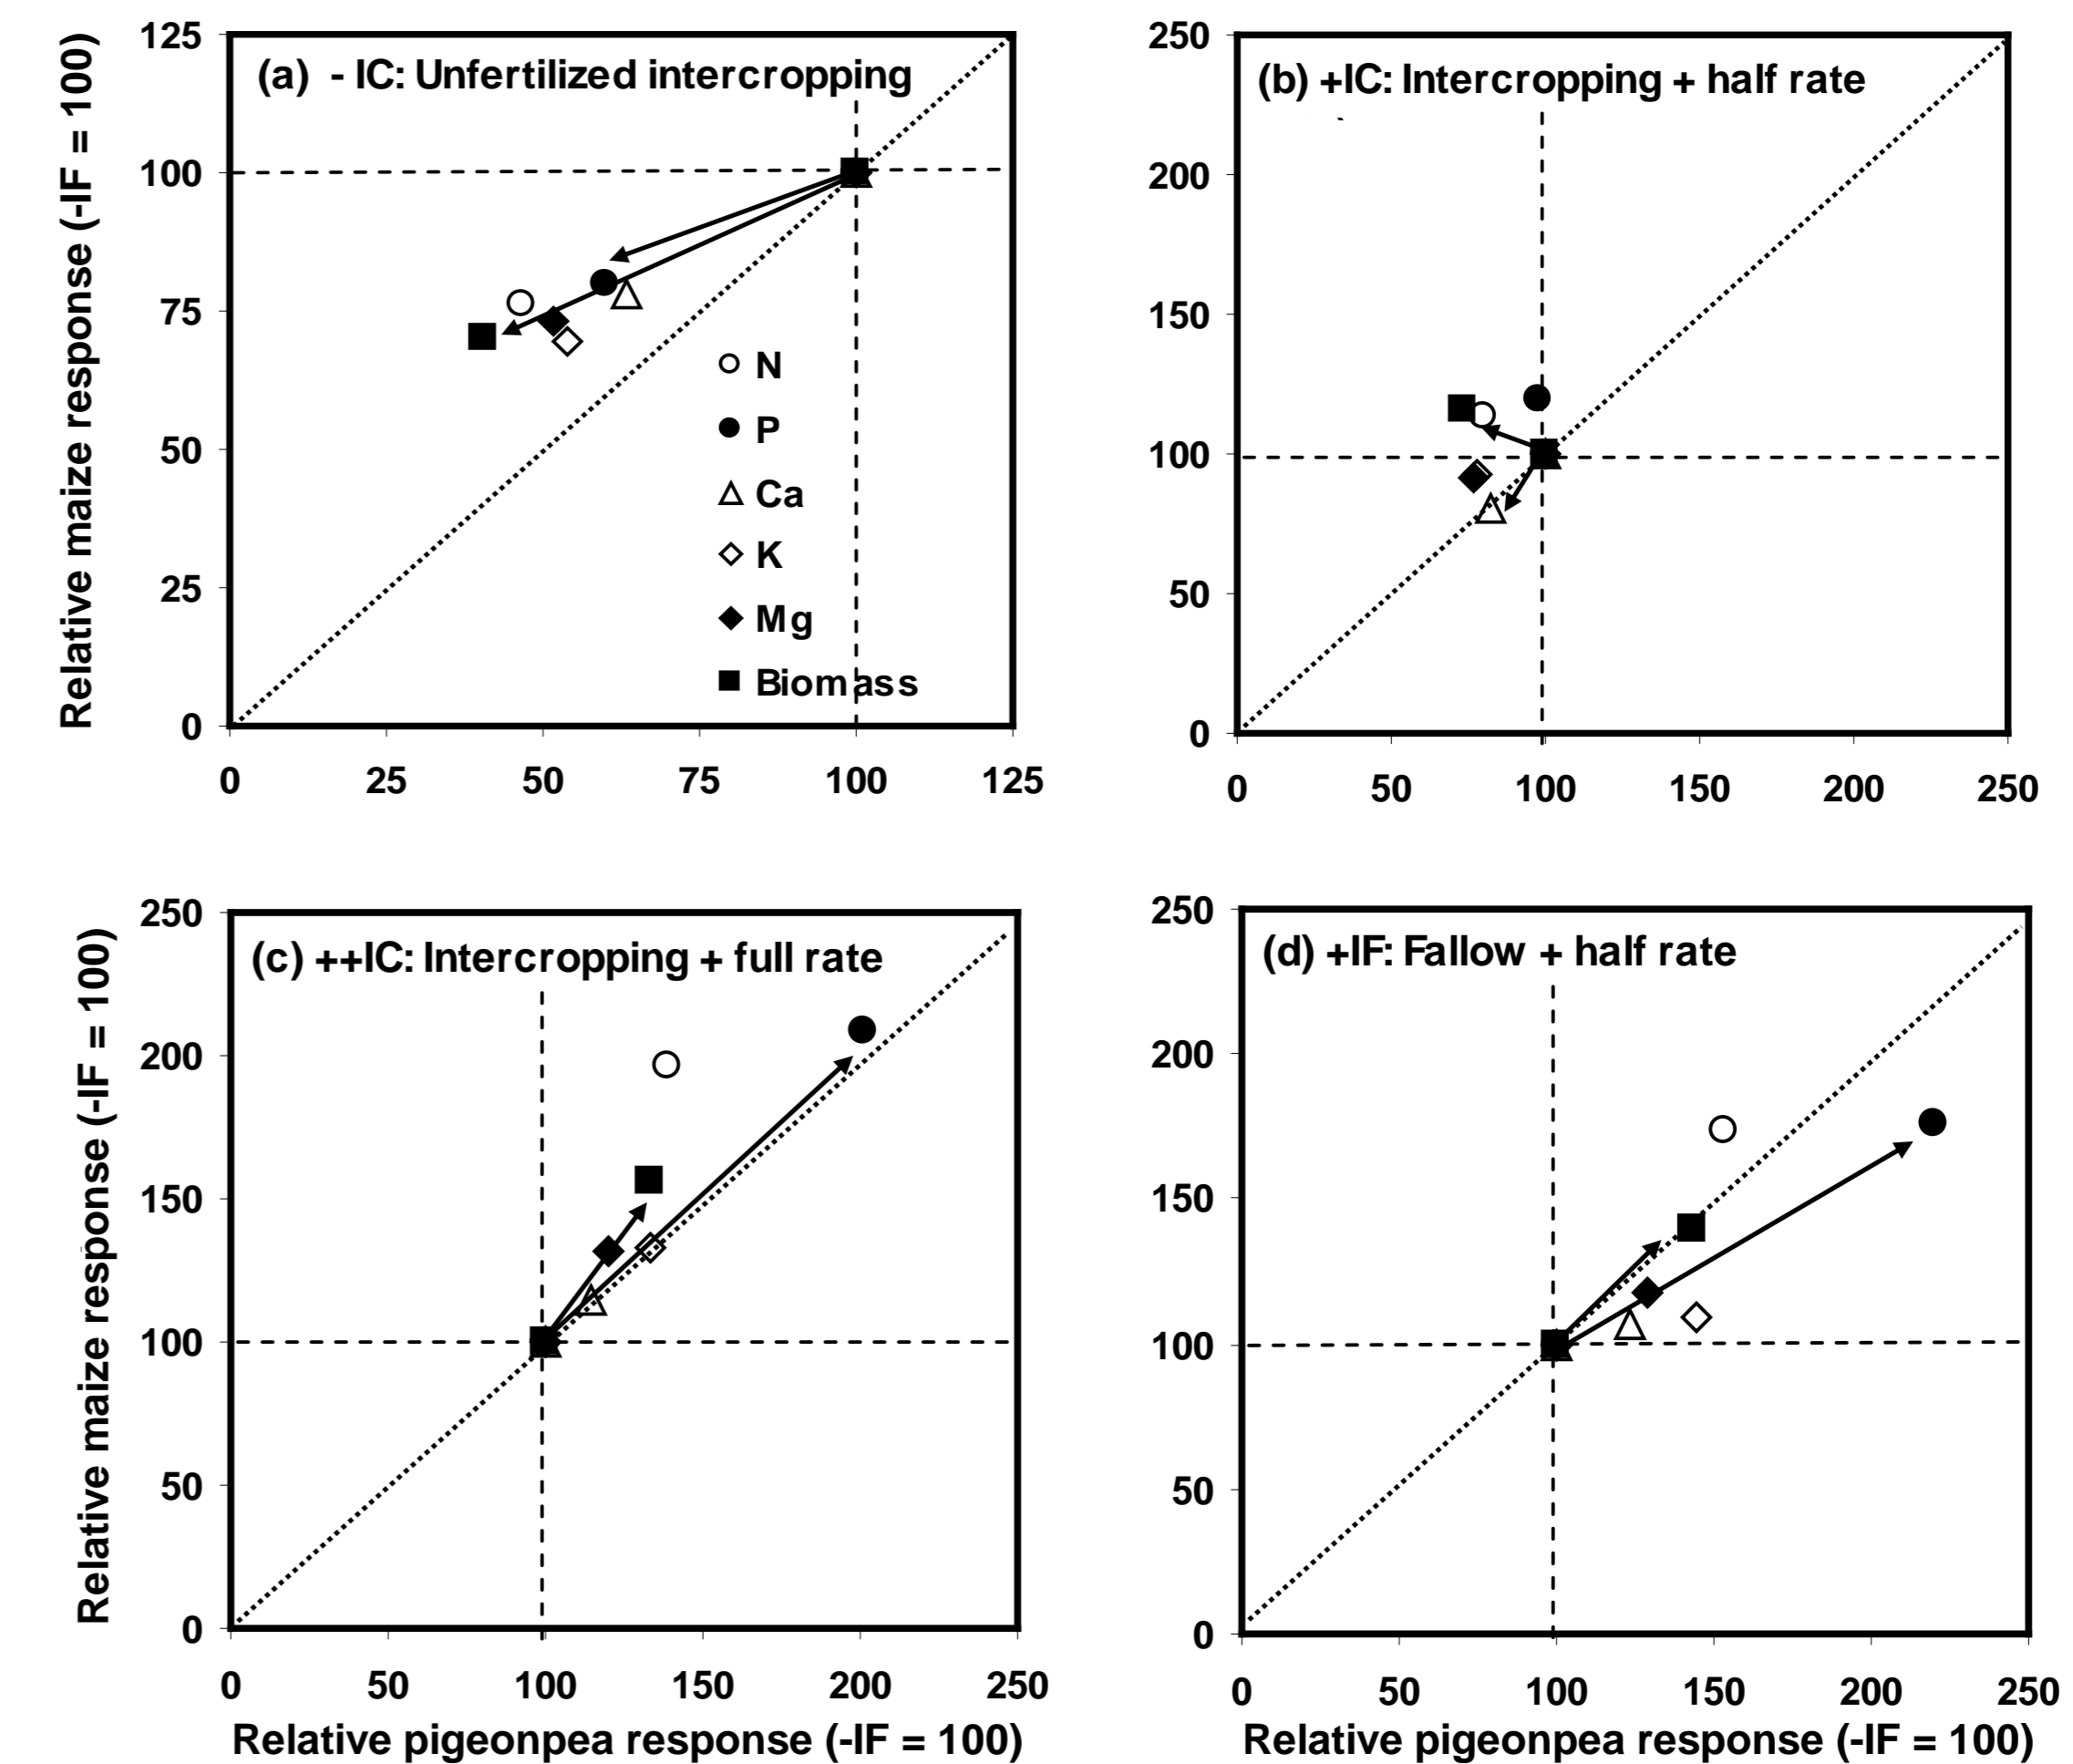 Relative maize response (-IF = 100)
125
100
75
50
25
0
(a) - IC: Unfertilized intercropping
N
P
Ca
K
Mg
Biomass
0 25 50 75 100 125
250
200
150
100
50
0
(b) +IC: Intercropping + half rate
0 50 100 150 200 250
Relative maize response (-IF = 100)
250
200
150
100
50
0
(c) ++IC: Intercropping + full rate
0 50 100 150 200 250
Relative pigeonpea response (-IF = 100)
250
200
150
100
50
0
(d) +IF: Fallow + half rate
0 50 100 150 200 250
Relative pigeonpea response (-IF = 100)